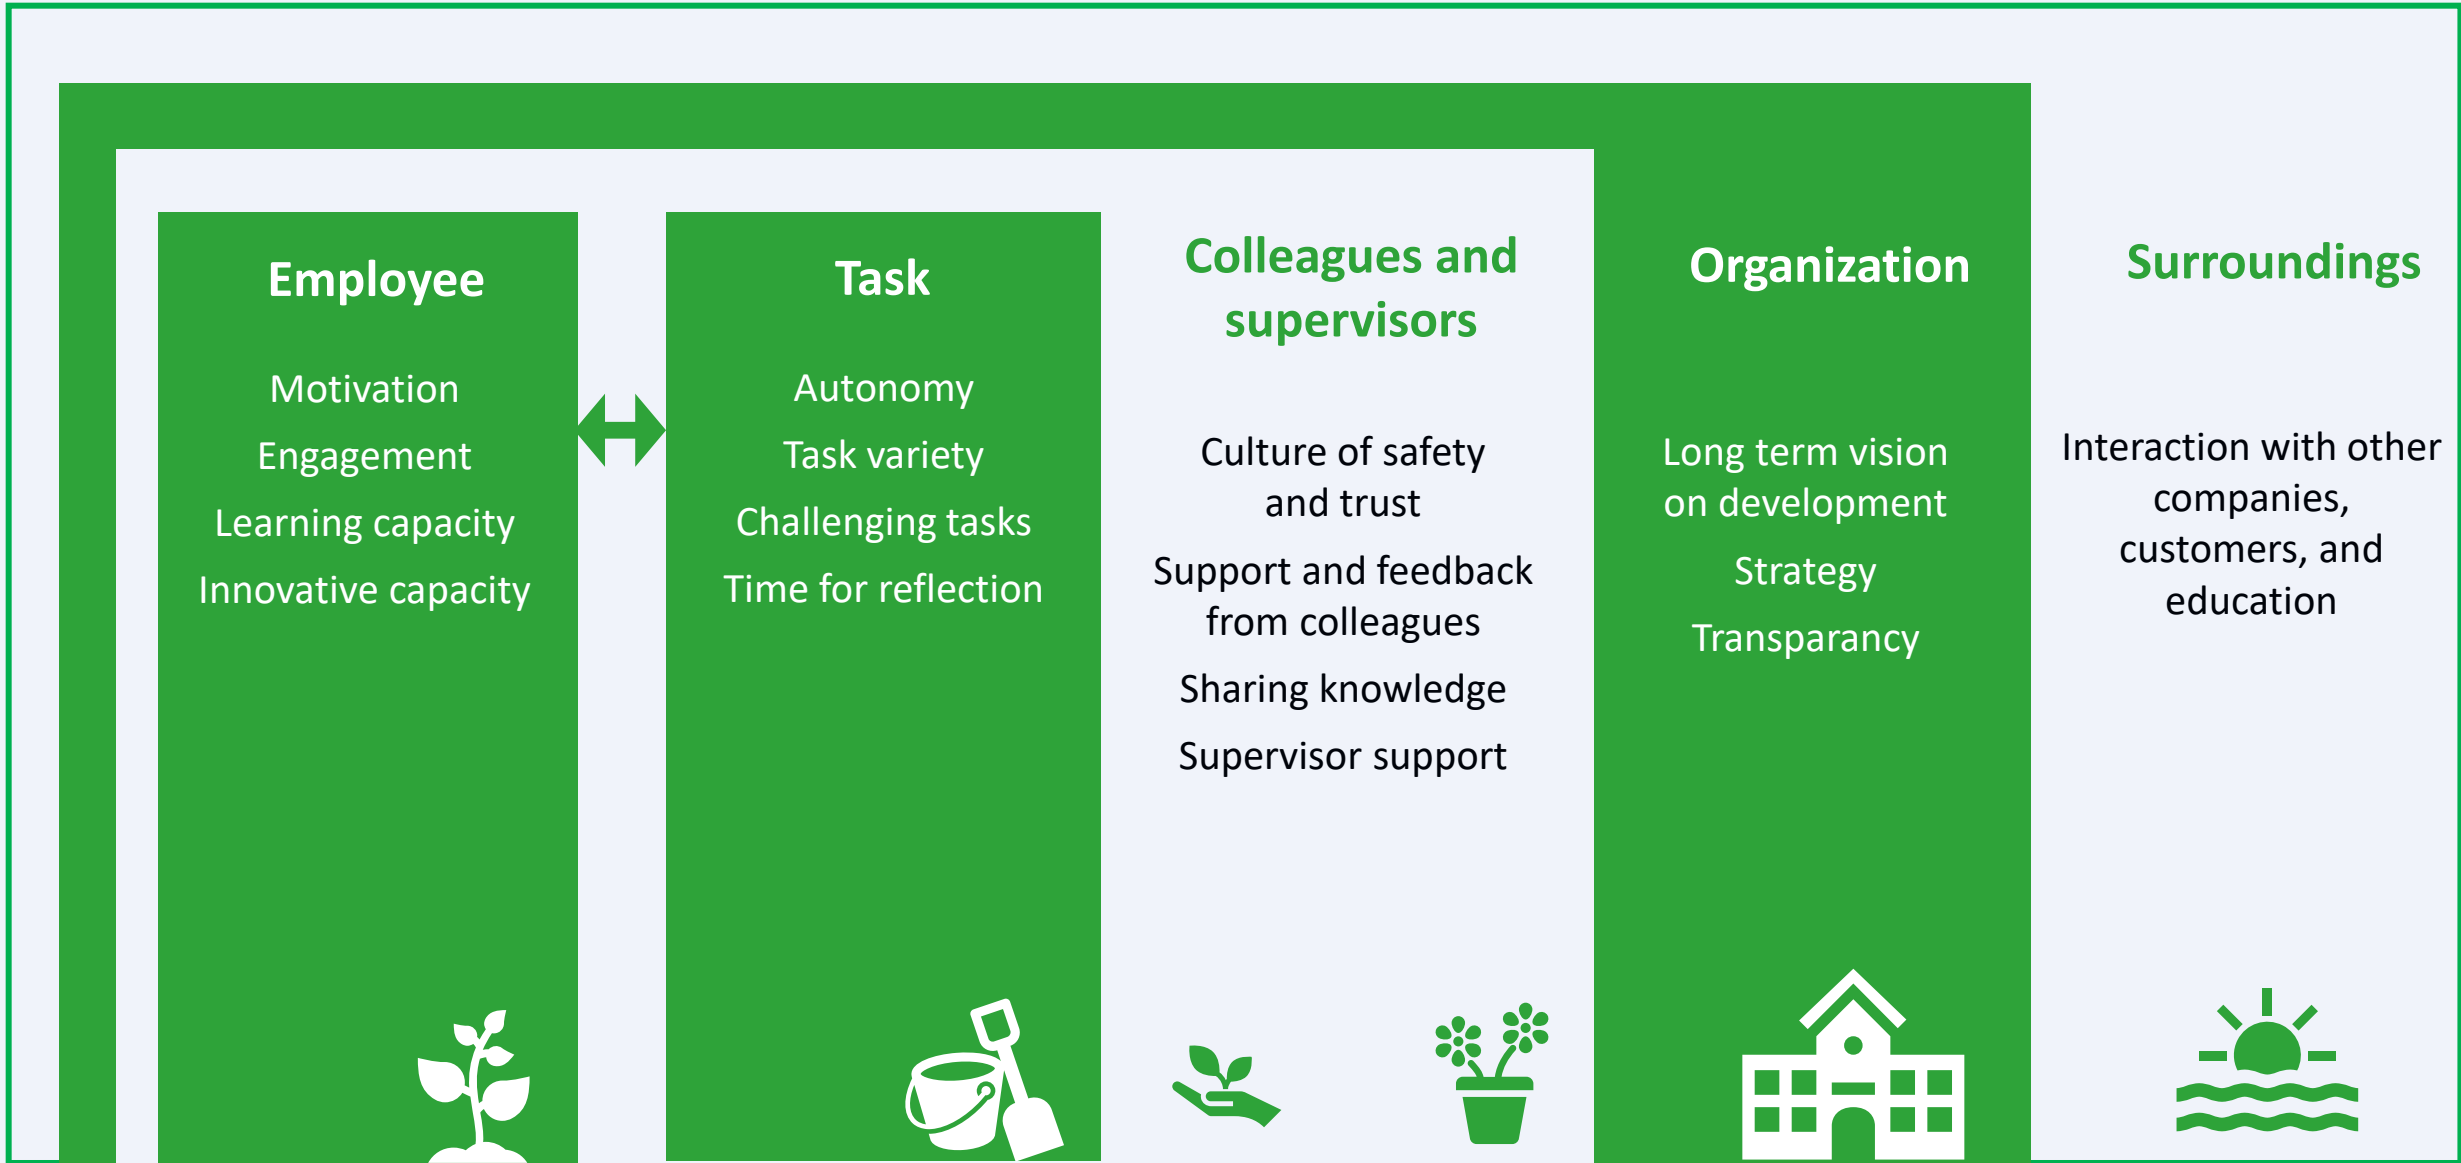 Employee
Motivation
Engagement
Learning capacity
Innovative capacity
Task
Autonomy
Task variety
Challenging tasks
Time for reflection
Colleagues and
supervisors
Culture of safety
and trust
Support and feedback
from colleagues
Sharing knowledge
Supervisor support
Organization
Long term vision
on development
Strategy
Transparancy
Surroundings
Interaction with other
companies,
customers, and
education